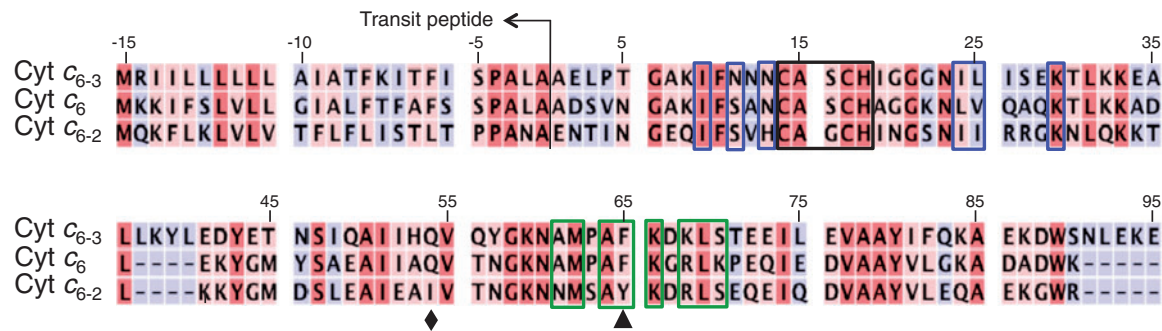 Transit peptide
-15 -10 -5 5 15 25 35
Cyt c6-3 MRIILLLLLL AIATFKITFI SPALAAELPT GAKIFNNNCA SCHIGGGNIL ISEKTLKKEA
Cyt c6 MKKIFSLVLL GIALFTFAFS SPALAADSVN GAKIFSANCA SCHAGGKNLV QAQKTLKKAD
Cyt c6-2 MQKFLKLVLV TFLFLISTLT PPANAENTIN GEQIFSVHCA GCHINGSNII RRGKNLQKKT
45 55 65 75 85 95
Cyt c6-3 LLKYLEDYET NSIQAIIHQV QYGKNAMPAF KDKLSTEEIL EVAAYIFQKA EKDWSNLEKE
Cyt c6 L----EKYGM YSAEAIIAQV TNGKNAMPAF KGRLKPEQIE DVAAYVLGKA DADWK-----
Cyt c6-2 L----KKYGM DSLEAIEAIV TNGKNNMSAY KDRLSEQEIQ DVAAYVLEQA EKGWR-----